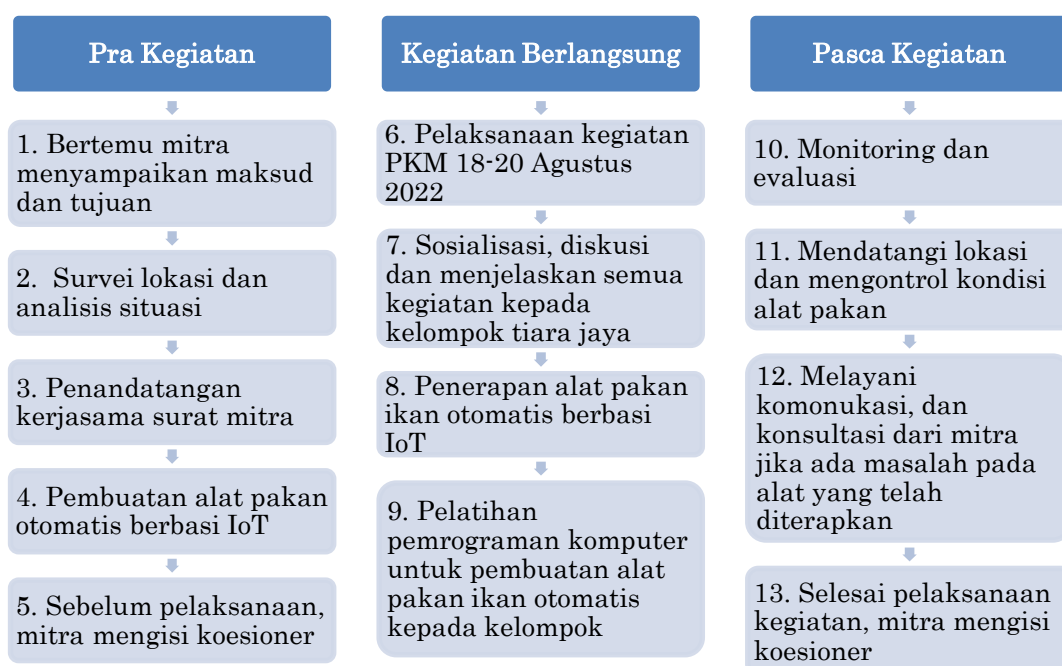 Pra Kegiatan
1. Bertemu mitra
menyampaikan maksud
dan tujuan
2. Survei lokasi dan
analisis situasi
3. Penandatangan
kerjasama surat mitra
4. Pembuatan alat pakan
otomatis berbasi IoT
5. Sebelum pelaksanaan,
mitra mengisi koesioner
Kegiatan Berlangsung
6. Pelaksanaan kegiatan
PKM 18-20 Agustus
2022
7. Sosialisasi, diskusi
dan menjelaskan semua
kegiatan kepada
kelompok tiara jaya
8. Penerapan alat pakan
ikan otomatis berbasi
IoT
9. Pelatihan
pemrograman komputer
untuk pembuatan alat
pakan ikan otomatis
kepada kelompok
Pasca Kegiatan
10. Monitoring dan
evaluasi
11. Mendatangi lokasi
dan mengontrol kondisi
alat pakan
12. Melayani
komonukasi, dan
konsultasi dari mitra
jika ada masalah pada
alat yang telah
diterapkan
13. Selesai pelaksanaan
kegiatan, mitra mengisi
koesioner